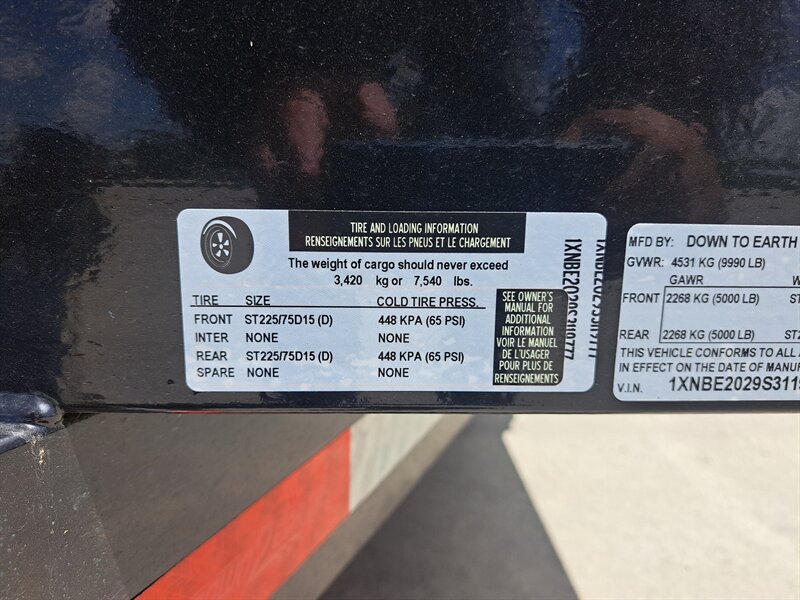 TIRE AND LOADING INFORMATION
RENSEIGNEMENTS SUR LES PNEUS ET LE CHARGEMENT
The weight of cargo should never exceed
3,420 kg or 7,540 lbs.
TIRE SIZE COLD TIRE PRESS.
FRONT ST225/75D15 (D) 448 KPA (65 PSI)
INTER NONE NONE
REAR ST225/75D15 (D) 448 KPA (65 PSI)
SPARE NONE NONE
SEE OWNER'S
MANUAL FOR
ADDITIONAL
INFORMATION
VOIR LE MANUEL
DE L'USAGER
POUR PLUS DE
RENSEIGNEMENTS
MFD BY: DOWN TO EARTH
GVWR: 4531 KG (9990 LB)
GAWR
FRONT 2268 KG (5000 LB) ST
REAR 2268 KG (5000 LB)
THIS VEHICLE CONFORMS TO ALL
IN EFFECT ON THE DATE OF
V.I.N. 1XNBE2029S311